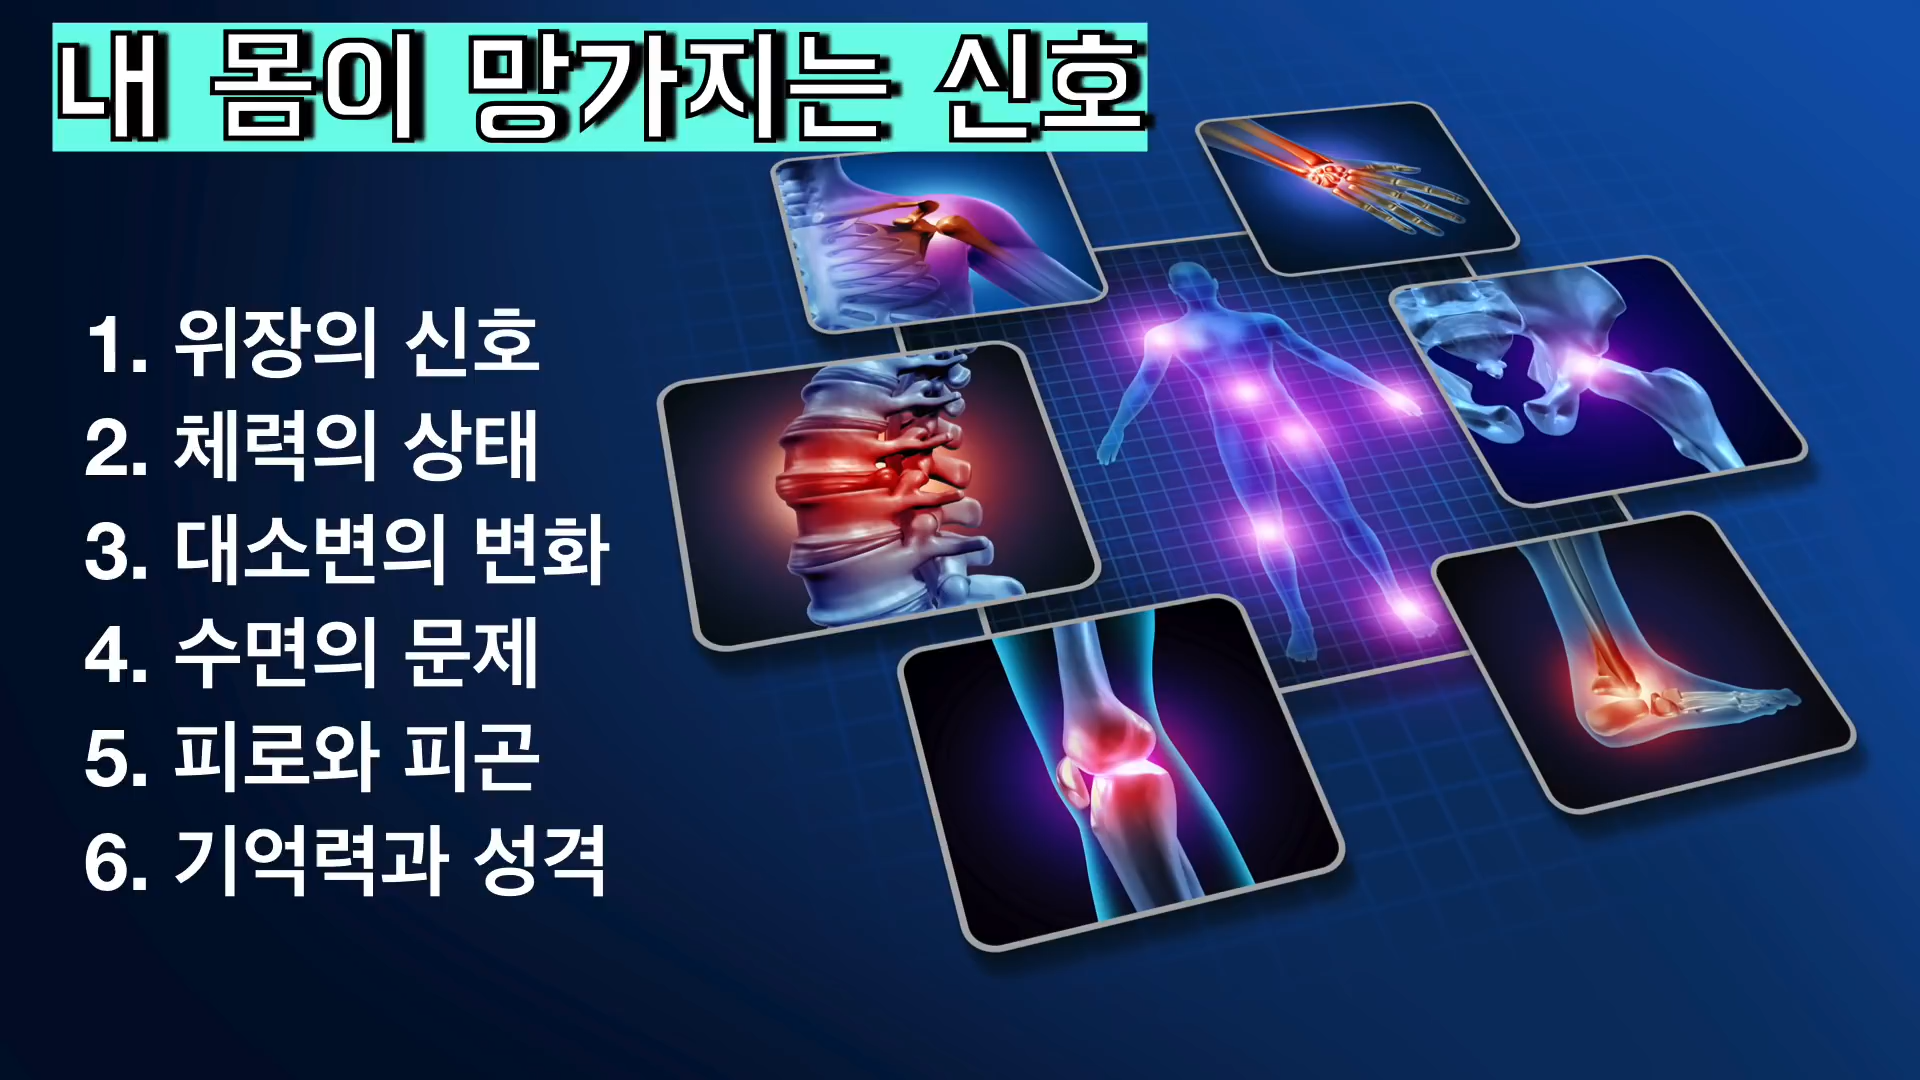 내 몸이 망가지는 신호
1. 위장의 신호
2. 체력의 상태
3. 대소변의 변화
4. 수면의 문제
5. 피로와 피곤
6. 기억력과 성격